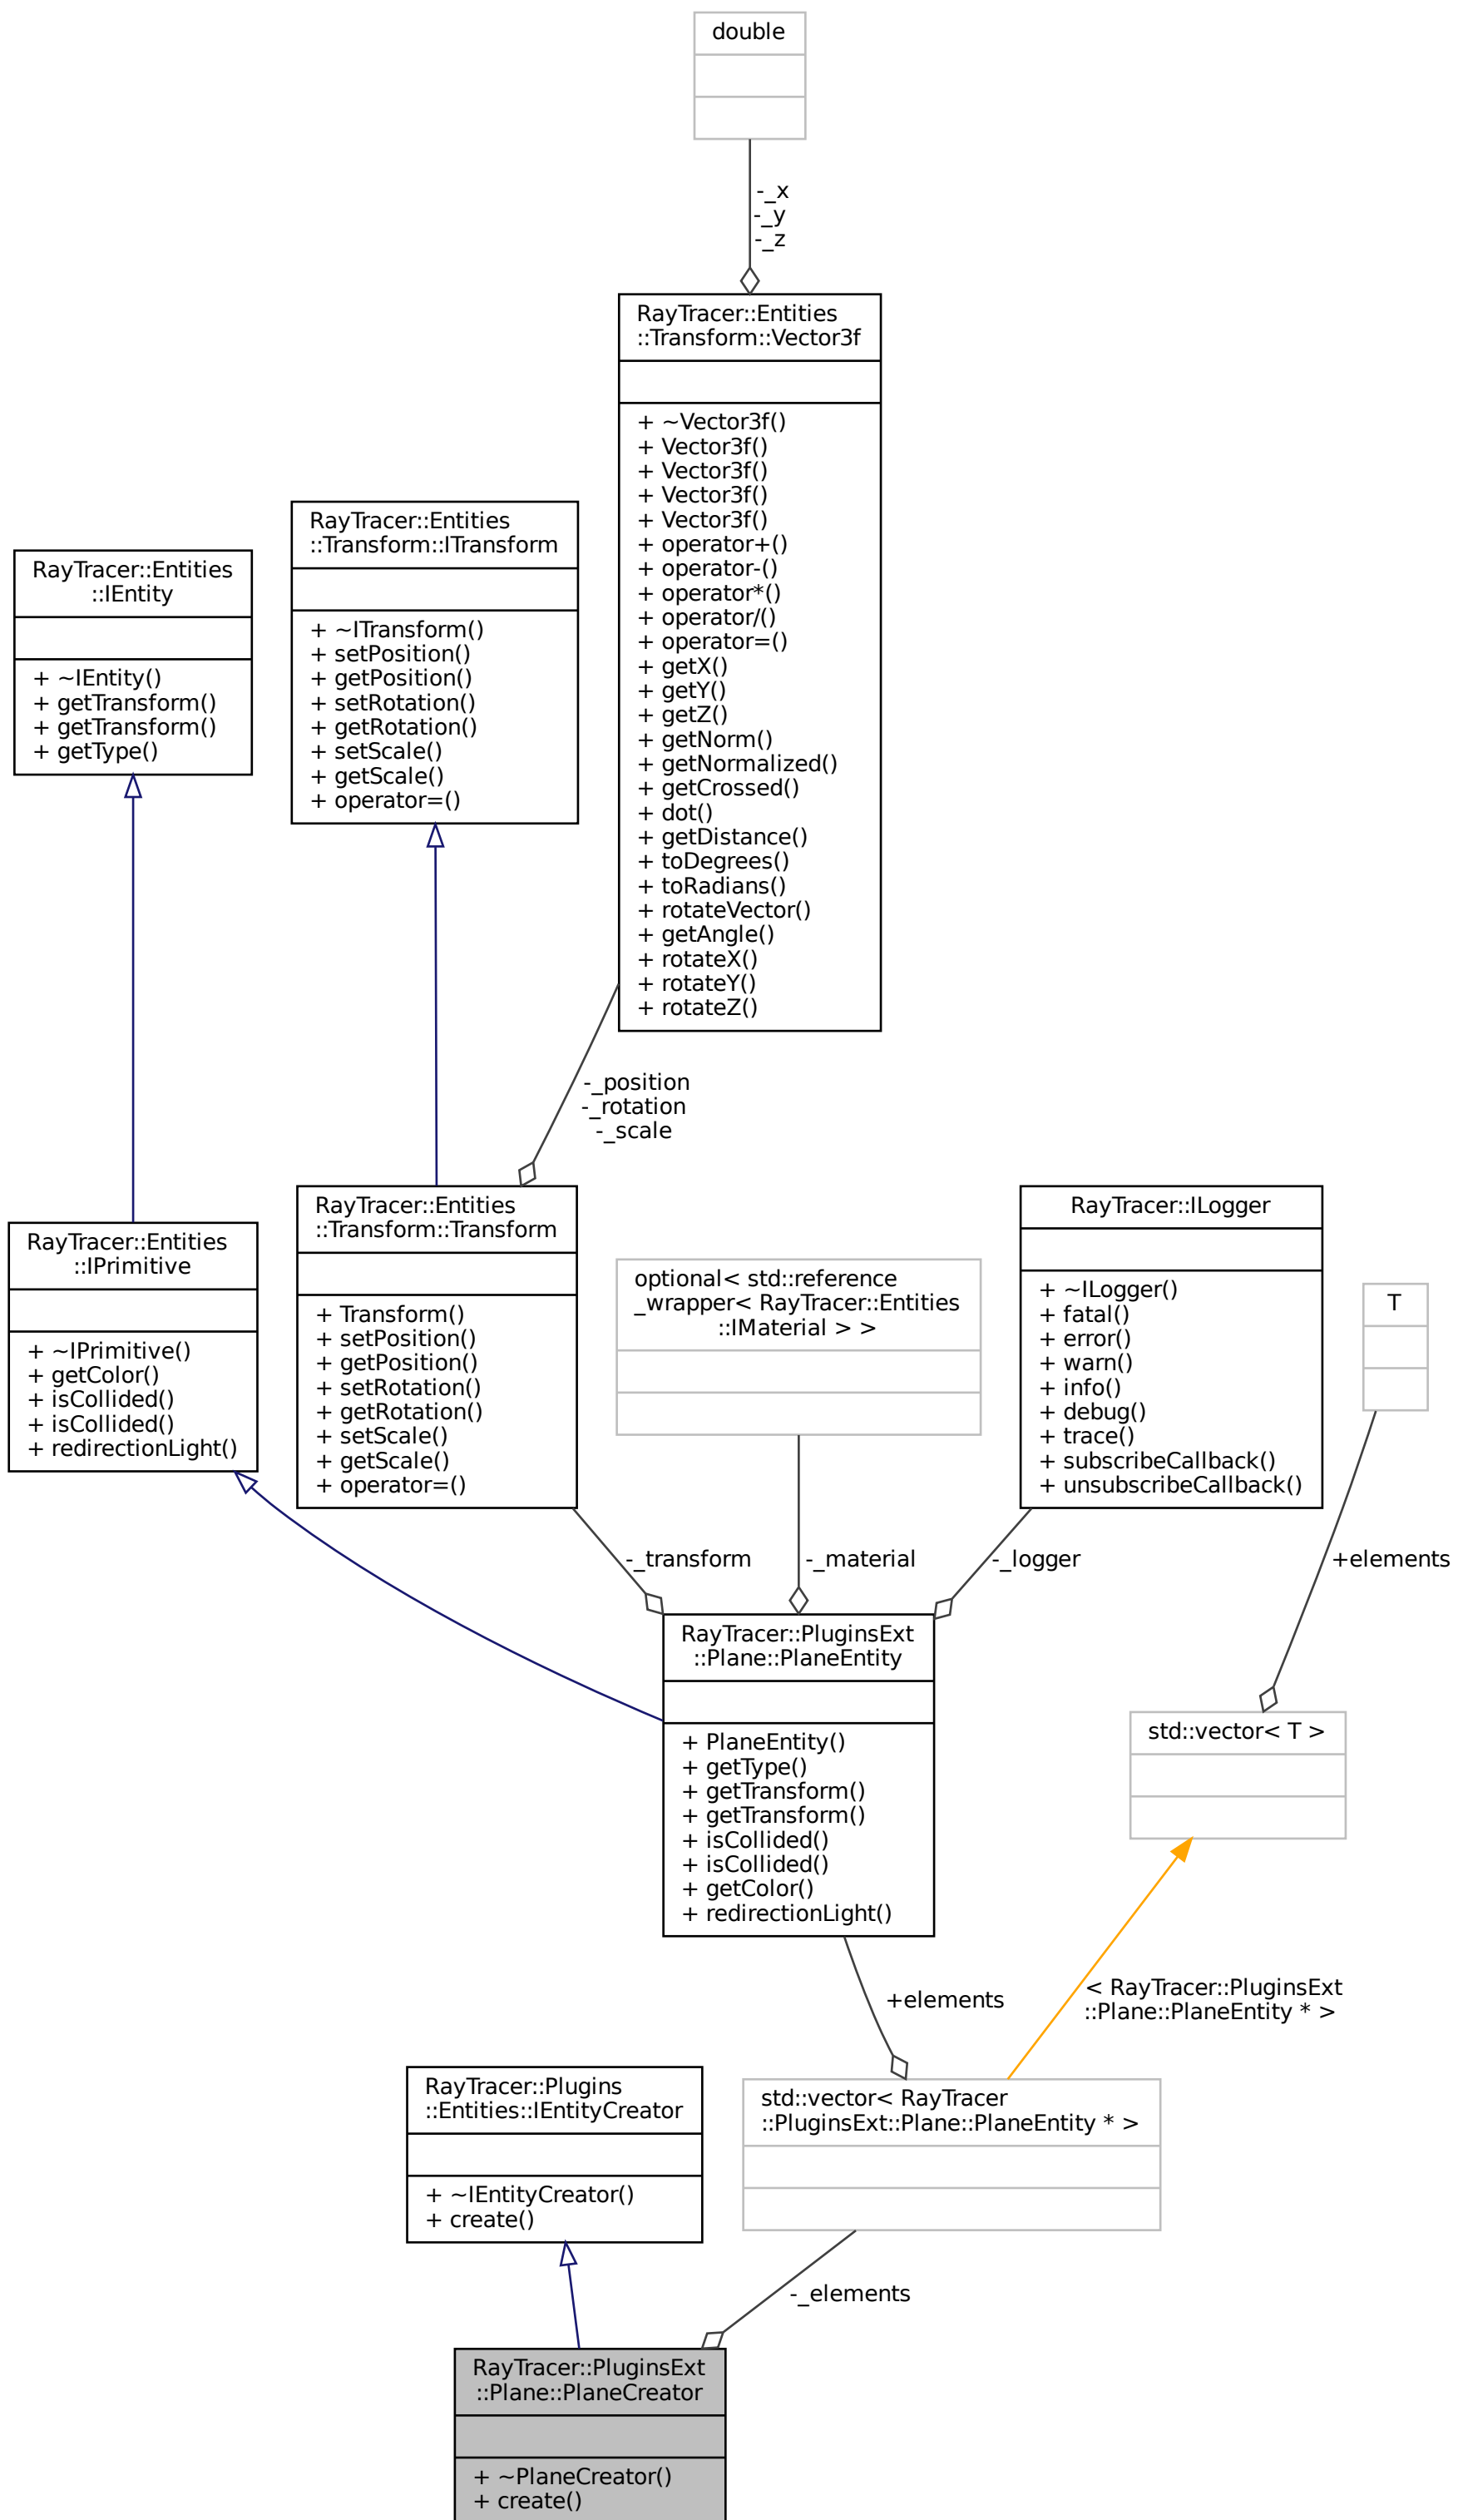 double
-_x
-_y
-_z
RayTracer::Entities
::Transform::Vector3f
+ ~Vector3f()
+ Vector3f()
+ Vector3f()
+ Vector3f()
+ Vector3f()
+ operator+()
+ operator-()
+ operator*()
+ operator/()
+ operator=()
+ getX()
+ getY()
+ getZ()
+ getNorm()
+ getNormalized()
+ getCrossed()
+ dot()
+ getDistance()
+ toDegrees()
+ toRadians()
+ rotateVector()
+ getAngle()
+ rotateX()
+ rotateY()
+ rotateZ()
RayTracer::Entities
::Transform::ITransform
+ ~ITransform()
+ setPosition()
+ getPosition()
+ setRotation()
+ getRotation()
+ setScale()
+ getScale()
+ operator=()
RayTracer::Entities
::IEntity
+ ~IEntity()
+ getTransform()
+ getTransform()
+ getType()
-_position
-_rotation
-_scale
RayTracer::Entities
::IPrimitive
+ ~IPrimitive()
+ getColor()
+ isCollided()
+ isCollided()
+ redirectionLight()
RayTracer::Entities
::Transform::Transform
+ Transform()
+ setPosition()
+ getPosition()
+ setRotation()
+ getRotation()
+ setScale()
+ getScale()
+ operator=()
optional< std::reference
_wrapper< RayTracer::Entities
::IMaterial > >
RayTracer::ILogger
+ ~ILogger()
+ fatal()
+ error()
+ warn()
+ info()
+ debug()
+ trace()
+ subscribeCallback()
+ unsubscribeCallback()
T
-_transform
-_material
-_logger
+elements
RayTracer::PluginsExt
::Plane::PlaneEntity
+ PlaneEntity()
+ getType()
+ getTransform()
+ getTransform()
+ isCollided()
+ isCollided()
+ getColor()
+ redirectionLight()
std::vector< T >
+elements
< RayTracer::PluginsExt
::Plane::PlaneEntity * >
RayTracer::Plugins
::Entities::IEntityCreator
+ ~IEntityCreator()
+ create()
std::vector< RayTracer
::PluginsExt::Plane::PlaneEntity * >
-_elements
RayTracer::PluginsExt
::Plane::PlaneCreator
+ ~PlaneCreator()
+ create()